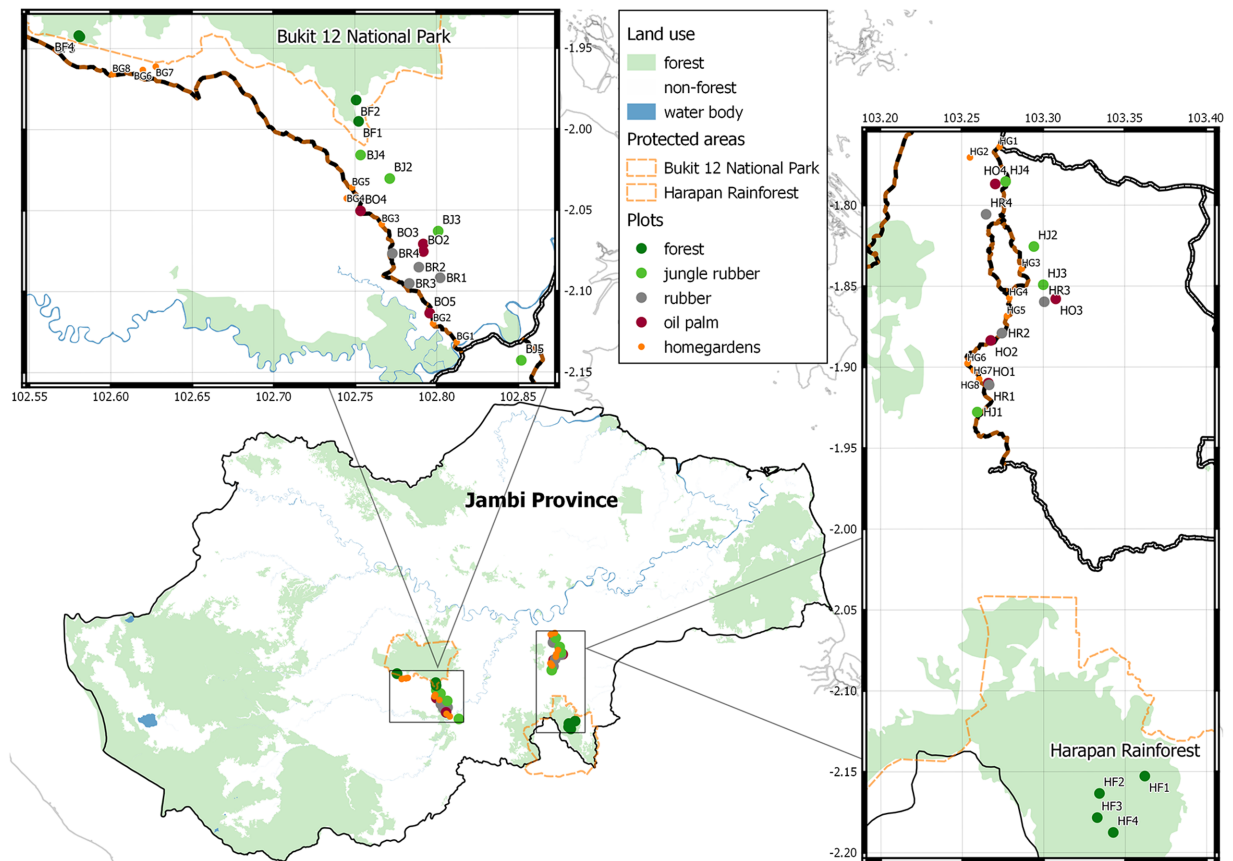 Bukit 12 National Park
BF4
BG8
BG6
BG7
BF2
BF1
BJ4
BJ2
BG5
BG4
BO4
BG3
BO3
BJ3
BO2
BR4
BR2
BR1
BR3
BO5
BG2
BG1
BJ5
-1.95
-2.00
-2.05
-2.10
-2.15
102.55
102.60
102.65
102.70
102.75
102.80
102.85
Land use
forest
non-forest
water body
Protected areas
Bukit 12 National Park
Harapan Rainforest
Plots
forest
jungle rubber
rubber
oil palm
homegardens
103.20
103.25
103.30
103.35
103.40
HG1
HG2
HO4
HJ4
HR4
HJ2
HG3
HJ3
HG4
HR3
HG5
HO3
HR2
HO2
HG6
HG7
HO1
HG8
HR1
HJ1
-1.80
-1.85
-1.90
-1.95
-2.00
-2.05
-2.10
-2.15
-2.20
Harapan Rainforest
HF2
HF1
HF3
HF4
Jambi Province